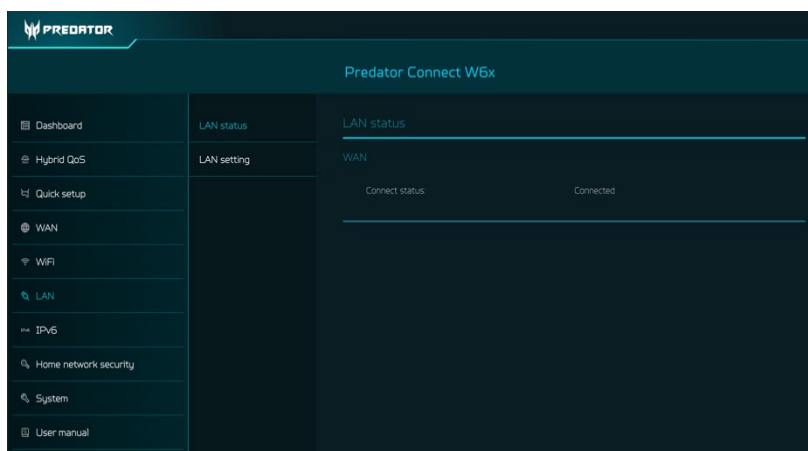 PREDATOR
Predator Connect W6x
Dashboard
Hybrid QoS
Quick setup
WAN
WiFi
LAN
IPv6
IPv6
Home network security
System
User manual
LAN status
LAN setting
LAN status
WAN
Connect status:
Connected